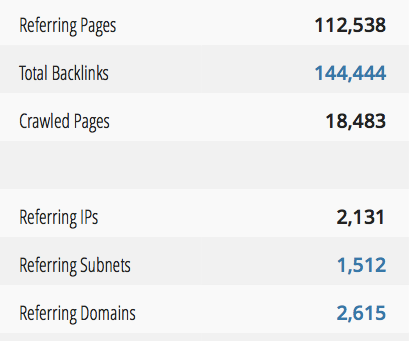 Referring Pages 112,538
Total Backlinks 144,444
Crawled Pages 18,483
Referring IPs 2,131
Referring Subnets 1,512
Referring Domains 2,615